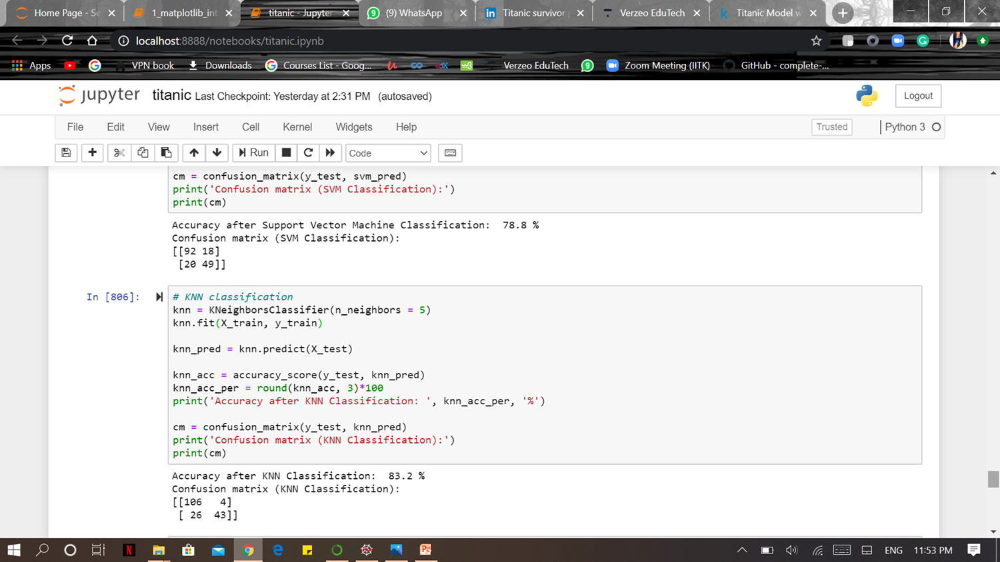 Home Page - Se
1_matplotlib_int
titanic - Jupyter
(9) WhatsApp
Titanic survivor
Verzeo EduTech
Titanic Model w
localhost:8888/notebooks/titanic.ipynb
Apps
VPN book
Downloads
Courses List - Goog...
Verzeo EduTech
Zoom Meeting (IITK)
GitHub - complete-...
jupyter titanic Last Checkpoint: Yesterday at 2:31 PM (autosaved)
Logout
File Edit View Insert Cell Kernel Widgets Help
Trusted
Python 3
Run
Code
cm = confusion_matrix(y_test, svm_pred)
print('Confusion matrix (SVM Classification):')
print(cm)
Accuracy after Support Vector Machine Classification:  78.8 %
Confusion matrix (SVM Classification):
[[92 18]
 [20 49]]
In [806]:
# KNN classification
knn = KNeighborsClassifier(n_neighbors = 5)
knn.fit(X_train, y_train)
knn_pred = knn.predict(X_test)
knn_acc = accuracy_score(y_test, knn_pred)
knn_acc_per = round(knn_acc, 3)*100
print('Accuracy after KNN Classification: ', knn_acc_per, '%')
cm = confusion_matrix(y_test, knn_pred)
print('Confusion matrix (KNN Classification):')
print(cm)
Accuracy after KNN Classification:  83.2 %
Confusion matrix (KNN Classification):
[[106   4]
 [ 26  43]]
ENG
11:53 PM